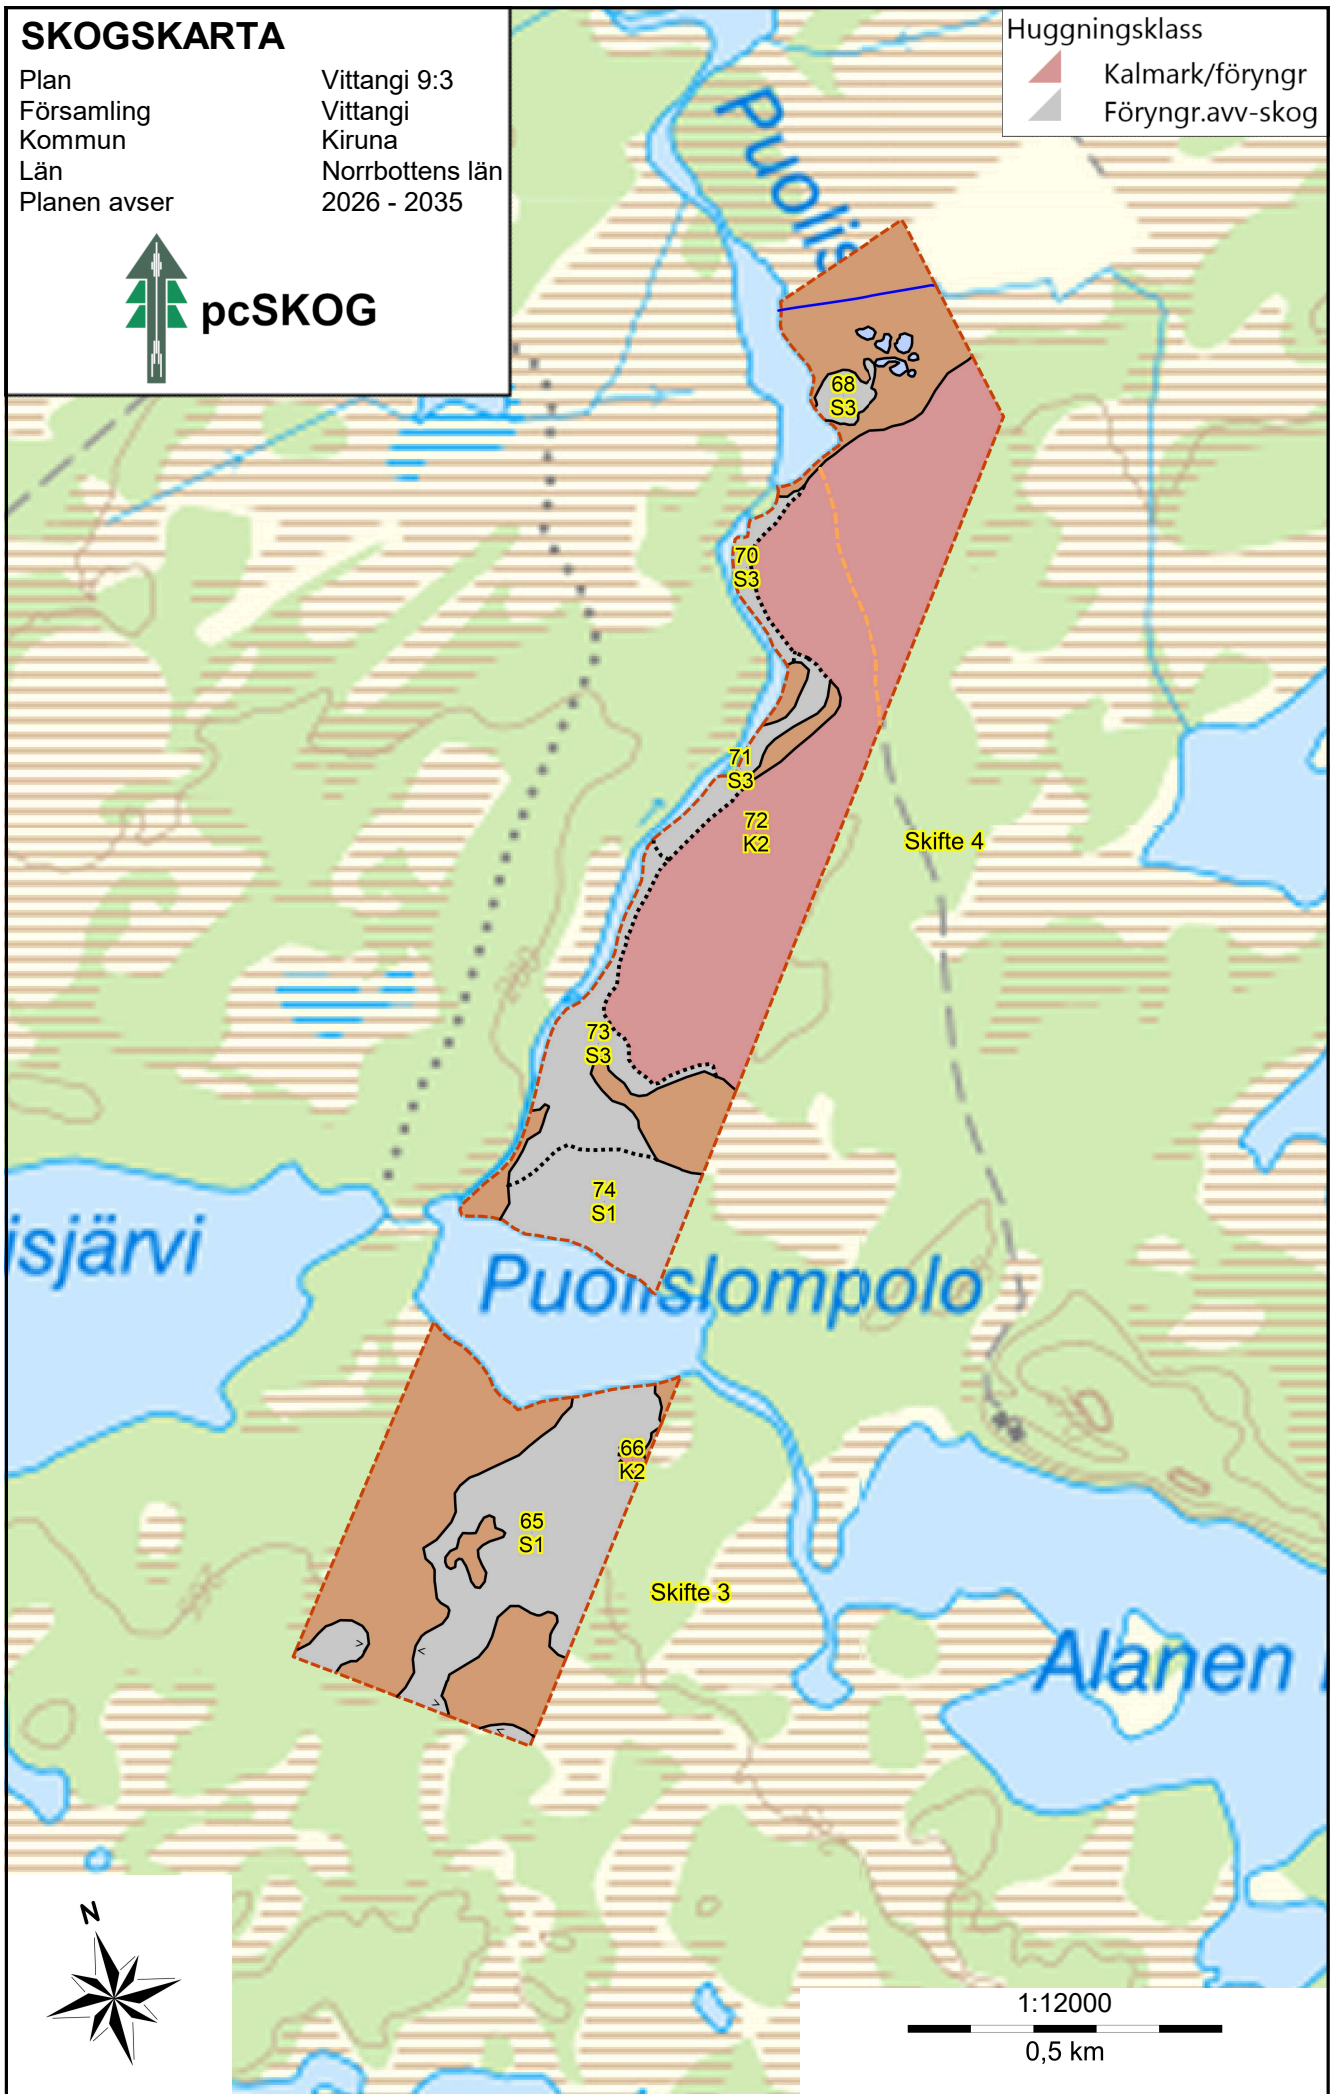 SKOGSKARTA
Plan Vittangi 9:3
Församling Vittangi
Kommun Kiruna
Län Norrbottens län
Planen avser 2026 - 2035
pcSKOG
Huggningsklass
Kalmark/föryngr
Föryngr.avv-skog
Puolis
68
S3
70
S3
71
S3
72
K2
Skifte 4
73
S3
74
S1
isjärvi
Puolislompolo
66
K2
65
S1
Skifte 3
Alanen
N
1:12000
0,5 km